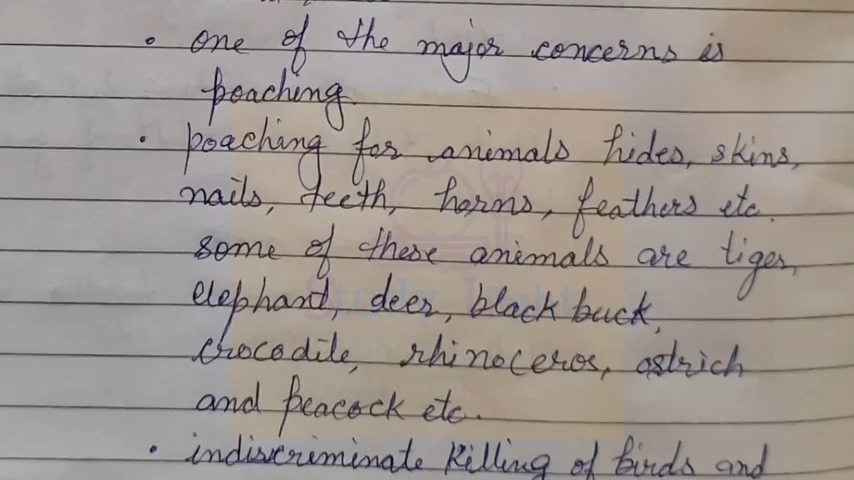 • one of the major concerns is
poaching.
• poaching for animals hides, skins,
nails, teeth, horns, feathers etc.
some of these animals are tiger,
elephant, deer, black buck,
crocodile, rhinoceros, ostrich
and peacock etc.
• indiscriminate killing of birds and